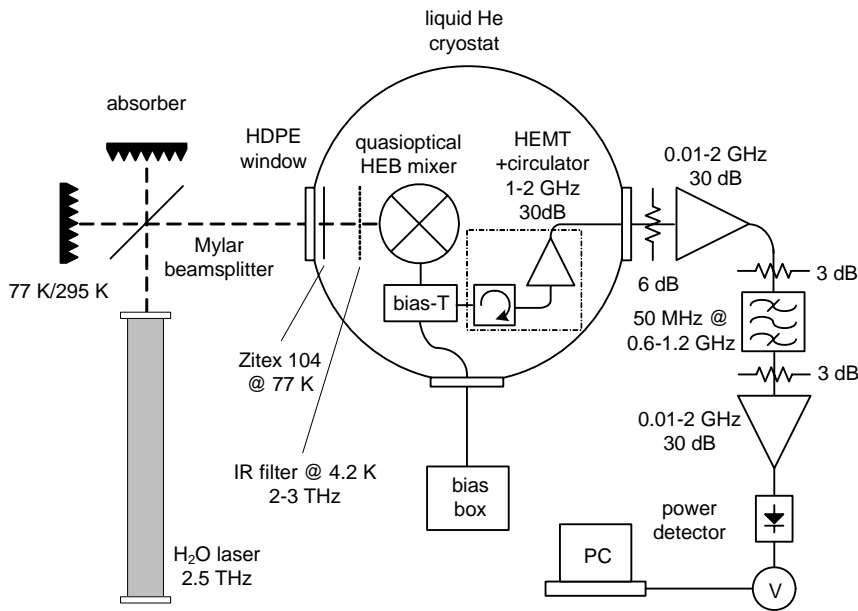 liquid He
cryostat
absorber
HDPE
window
quasioptical
HEB mixer
HEMT
+circulator
1-2 GHz
30dB
0.01-2 GHz
30 dB
Mylar
beamsplitter
77 K/295 K
6 dB
3 dB
bias-T
50 MHz @
0.6-1.2 GHz
Zitex 104
@ 77 K
3 dB
0.01-2 GHz
30 dB
IR filter @ 4.2 K
2-3 THz
bias
box
power
detector
H₂O laser
2.5 THz
PC
V